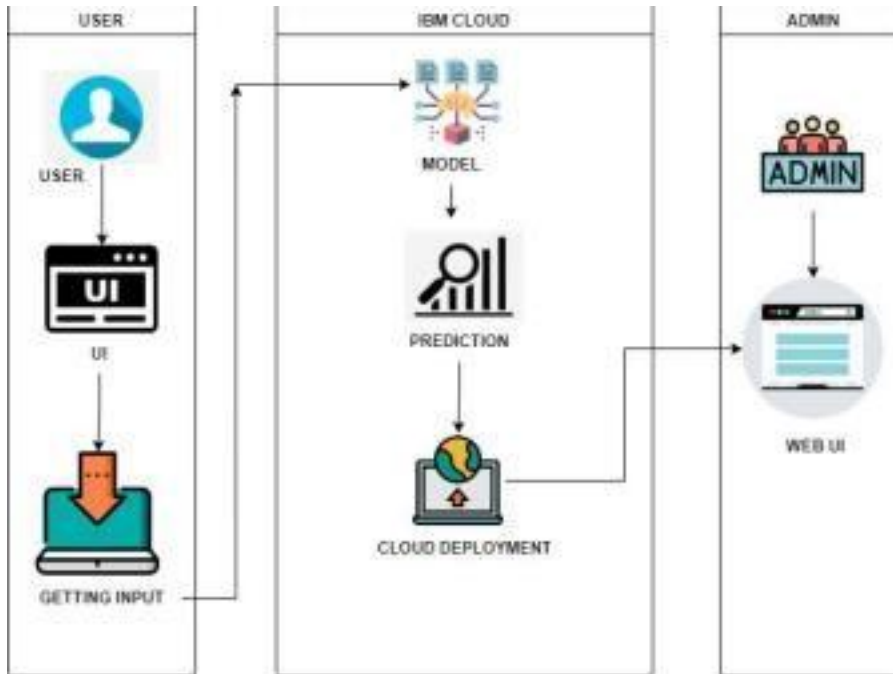 USER
IBM CLOUD
ADMIN
USER
UI
UI
GETTING INPUT
MODEL
PREDICTION
CLOUD DEPLOYMENT
ADMIN
WEB UI